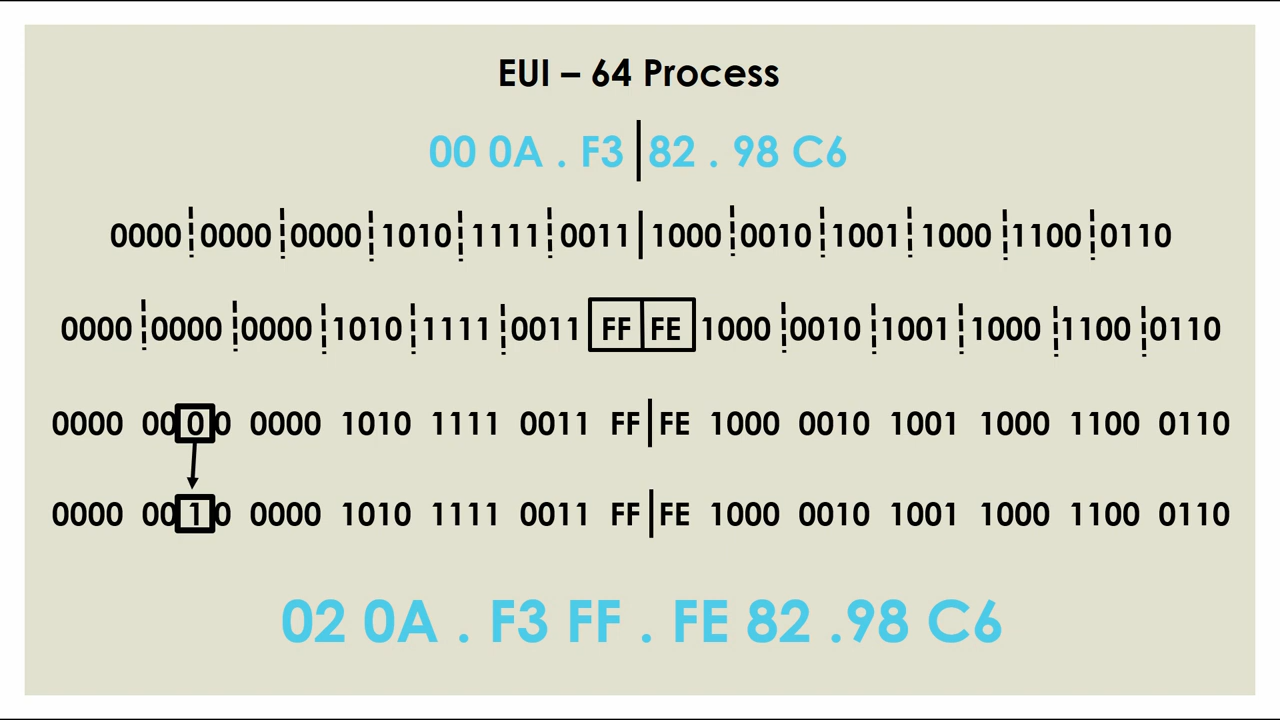 EUI – 64 Process
00 0A . F3 82 . 98 C6
0000 0000 0000 1010 1111 0011 1000 0010 1001 1000 1100 0110
0000 0000 0000 1010 1111 0011 FF FE 1000 0010 1001 1000 1100 0110
0000 0000 0000 1010 1111 0011 FF FE 1000 0010 1001 1000 1100 0110
0000 0010 0000 1010 1111 0011 FF FE 1000 0010 1001 1000 1100 0110
02 0A . F3 FF . FE 82 .98 C6